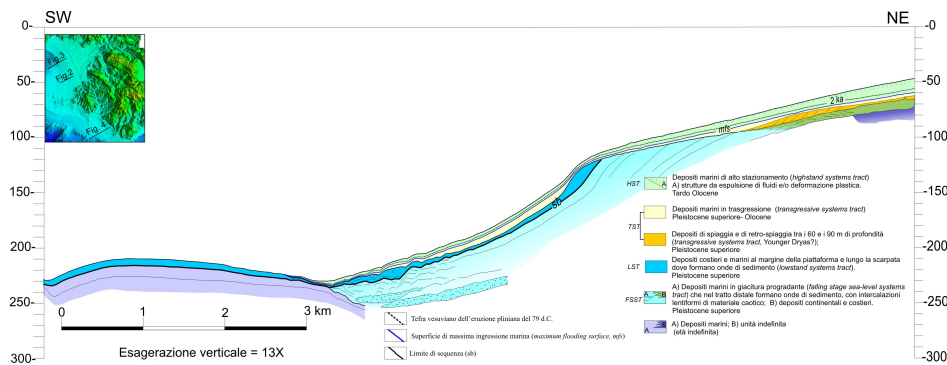 SW
NE
0-
50-
100-
150-
200-
250-
300-
-0
-50
-100
-150
-200
-250
-300
Fig.3
Fig.2
Fig. 4
2 ka
mfs
sb
0
1
2
3 km
Esagerazione verticale = 13X
Tefra vesuviano dell'eruzione pliniana del 79 d.C.
Superficie di massima ingressione marina (maximum flooding surface, mfs)
Limite di sequenza (sb)
HST
A
Depositi marini di alto stazionamento (highstand systems tract)
A) strutture da espulsione di fluidi e/o deformazione plastica.
Tardo Olocene
TST
Depositi marini in trasgressione (transgressive systems tract)
Pleistocene superiore- Olocene
Depositi di spiaggia e di retro-spiaggia tra i 60 e i 90 m di profondità
(transgressive systems tract, Younger Dryas?);
Pleistocene superiore
LST
Depositi costieri e marini al margine della piattaforma e lungo la scarpata
dove formano onde di sedimento (lowstand systems tract).
Pleistocene superiore
FSST
A B
A) Depositi marini in giacitura progradante (falling stage sea-level systems
tract) che nel tratto distale formano onde di sedimento, con intercalazioni
lentiformi di materiale caotico; B) depositi continentali e costieri.
Pleistocene superiore
A B
A) Depositi marini; B) unità indefinita
(età indefinita)